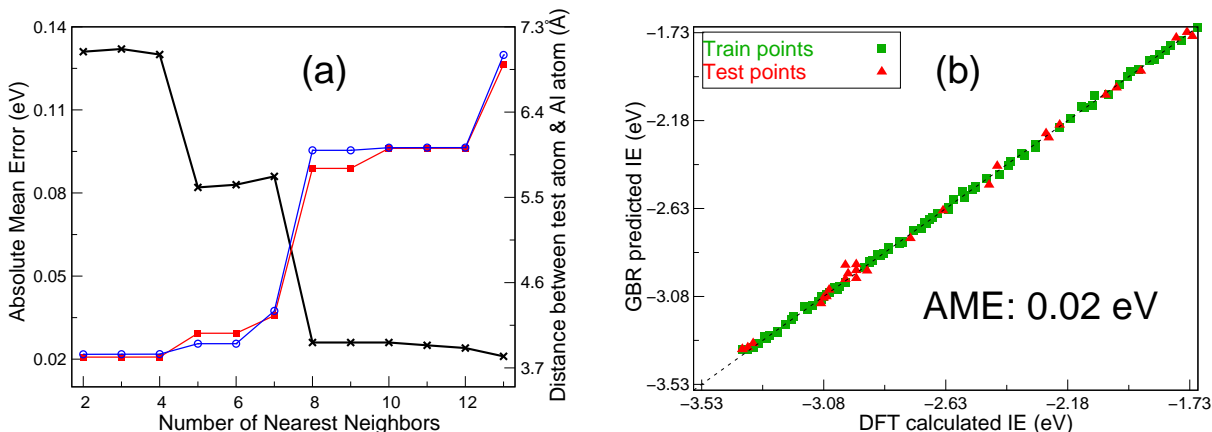 0.14
0.11
0.08
0.05
0.02
Absolute Mean Error (eV)
(a)
7.3
6.4
5.5
4.6
3.7
Distance between test atom & Al atom (Å)
2 4 6 8 10 12
Number of Nearest Neighbors
−1.73
−2.18
−2.63
−3.08
−3.53
GBR predicted IE (eV)
Train points
Test points
(b)
AME: 0.02 eV
−3.53 −3.08 −2.63 −2.18 −1.73
DFT calculated IE (eV)